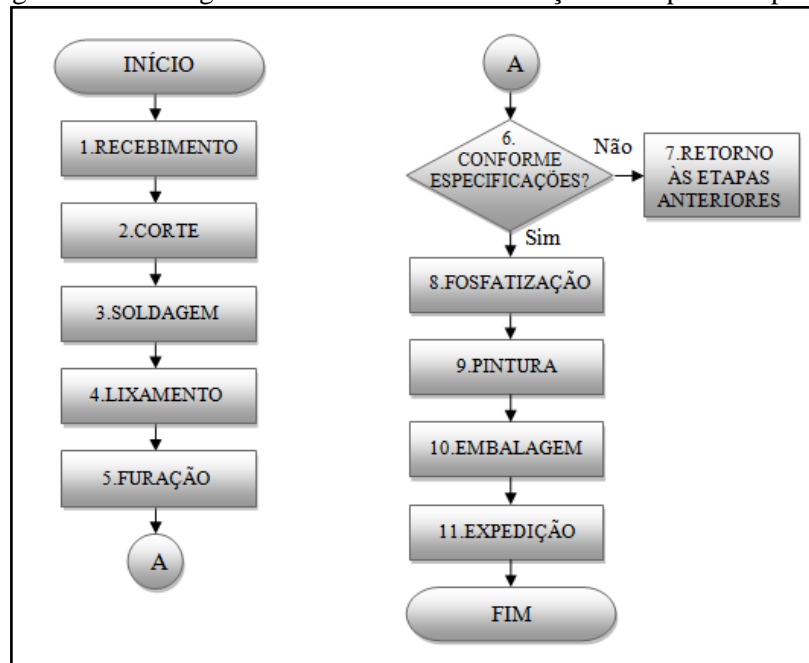 INÍCIO
1.RECEBIMENTO
2.CORTE
3.SOLDAGEM
4.LIXAMENTO
5.FURAÇÃO
A
A
6.
CONFORME
ESPECIFICAÇÕES?
Não
7.RETORNO
ÀS ETAPAS
ANTERIORES
Sim
8.FOSFATIZAÇÃO
9.PINTURA
10.EMBALAGEM
11.EXPEDIÇÃO
FIM